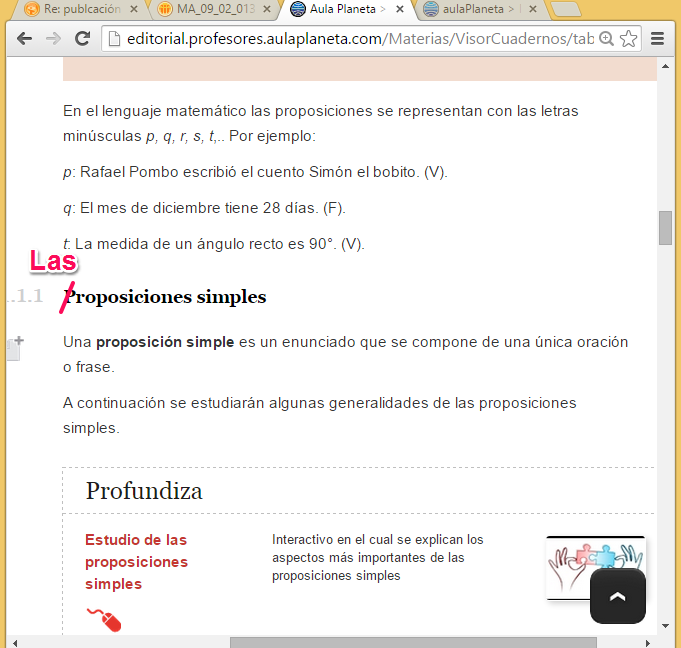 Re: publcación
MA_09_02_013
Aula Planeta >
aulaPlaneta >
editorial.profesores.aulaplaneta.com/Materias/VisorCuadernos/tab
En el lenguaje matemático las proposiciones se representan con las letras
minúsculas p, q, r, s, t,.. Por ejemplo:
p: Rafael Pombo escribió el cuento Simón el bobito. (V).
q: El mes de diciembre tiene 28 días. (F).
t: La medida de un ángulo recto es 90°. (V).
Las
.1.1 Proposiciones simples
Una proposición simple es un enunciado que se compone de una única oración
o frase.
A continuación se estudiarán algunas generalidades de las proposiciones
simples.
Profundiza
Estudio de las
proposiciones
simples
Interactivo en el cual se explican los
aspectos más importantes de las
proposiciones simples